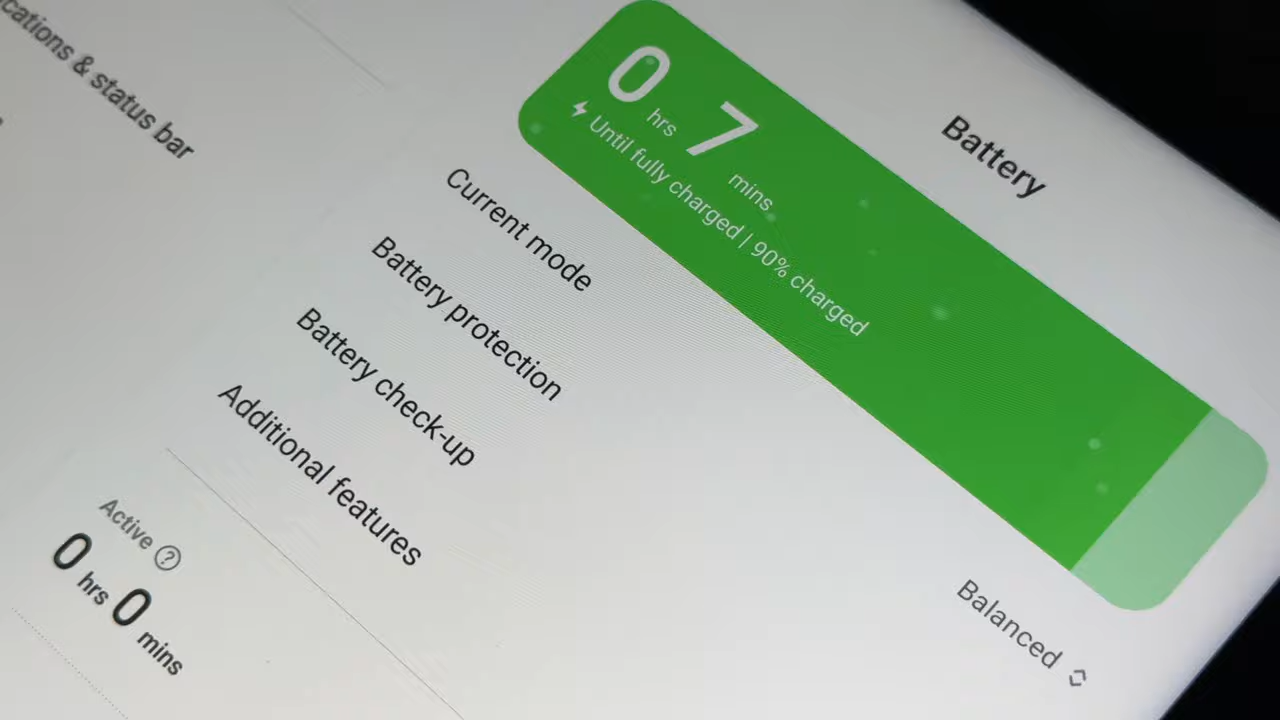 ications & status bar
Battery
0 hrs 7 mins
Until fully charged | 90% charged
Current mode
Balanced
Battery protection
Battery check-up
Additional features
Active ?
0 hrs 0 mins